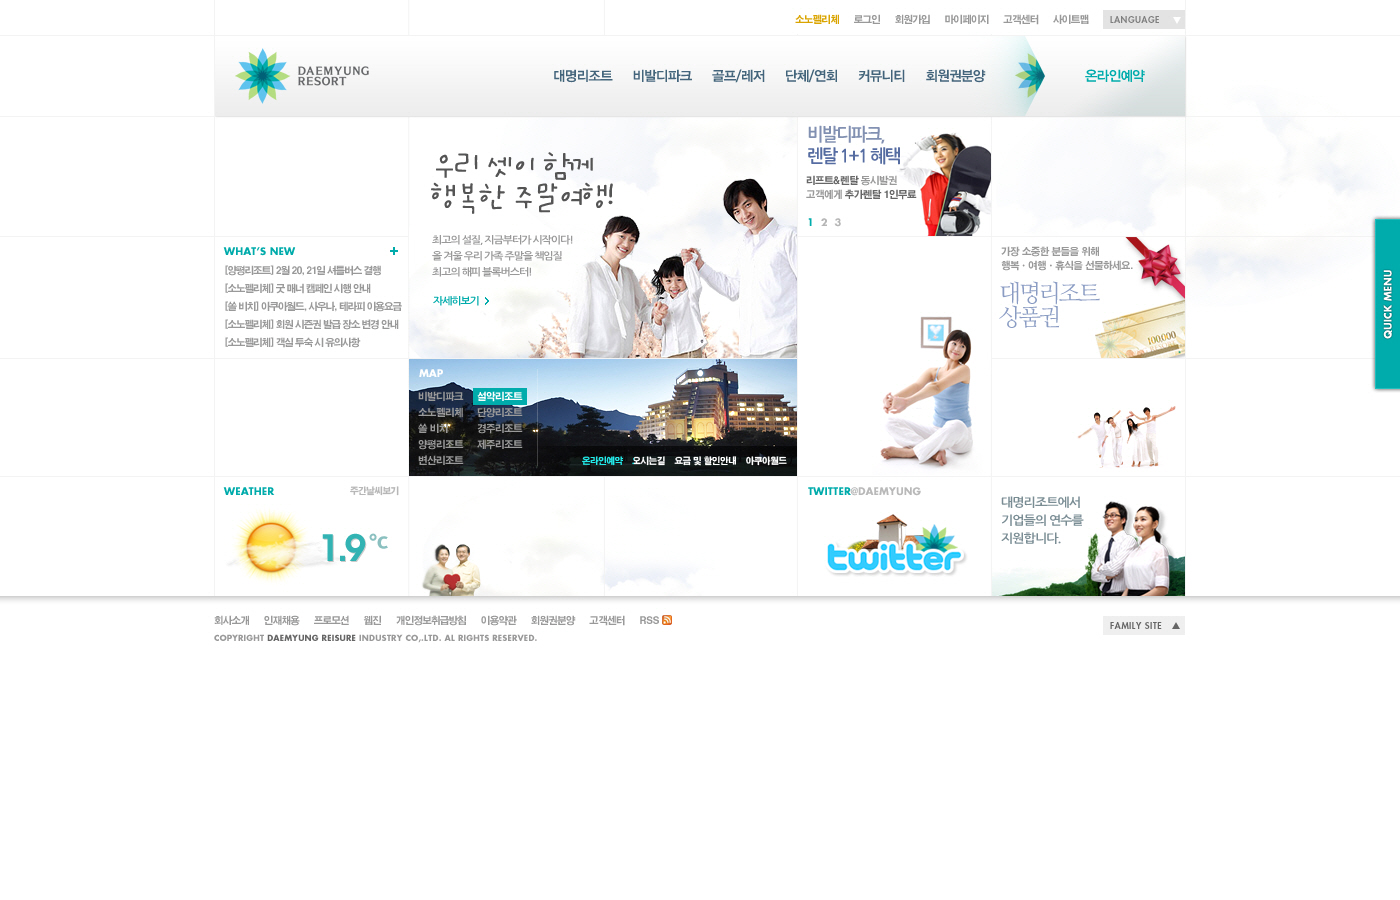 소노펠리체 로그인 회원가입 마이페이지 고객센터 사이트맵 LANGUAGE
DAEMYUNG
RESORT
대명리조트 비발디파크 골프/레저 단체/연회 커뮤니티 회원권분양 온라인예약
우리 셋이 함께
행복한 주말여행!
최고의 설질, 지금부터가 시작이다!
올 겨울 우리 가족 주말을 책임질
최고의 해피 블록버스터!
자세히보기
비발디파크,
렌탈 1+1 혜택
리프트&렌탈 동시발권
고객에게 추가렌탈 1인무료
1 2 3
WHAT'S NEW +
[양평리조트] 2월 20, 21일 셔틀버스 결행
[소노펠리체] 굿 매너 캠페인 시행 안내
[쏠 비치] 아쿠아월드, 사우나, 테라피 이용요금
[소노펠리체] 회원 시즌권 발급 장소 변경 안내
[소노펠리체] 객실 투숙 시 유의사항
가장 소중한 분들을 위해
행복 · 여행 · 휴식을 선물하세요.
대명리조트
상품권
100,000
QUICK MENU
MAP
비발디파크 설악리조트
소노펠리체 단양리조트
쏠 비치 경주리조트
양평리조트 제주리조트
변산리조트
온라인예약 오시는길 요금 및 할인안내 아쿠아월드
WEATHER 주간날씨보기
1.9 °C
TWITTER@DAEMYUNG
twitter
대명리조트에서
기업들의 연수를
지원합니다.
회사소개 인재채용 프로모션 웹진 개인정보취급방침 이용약관 회원권분양 고객센터 RSS
COPYRIGHT DAEMYUNG REISURE INDUSTRY CO,.LTD. AL RIGHTS RESERVED.
FAMILY SITE